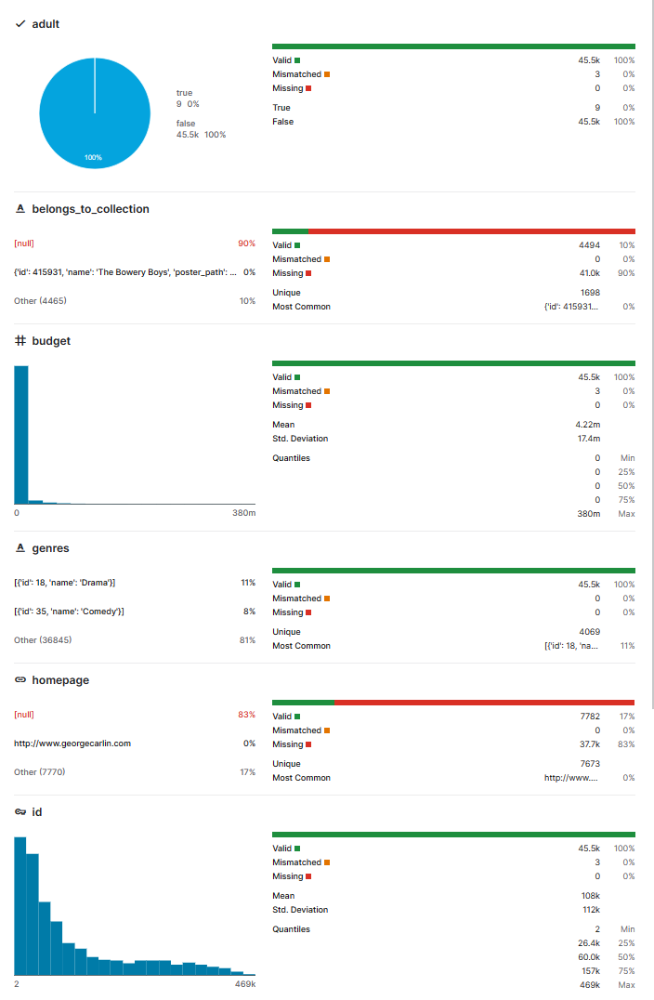 adult
100%
true
9 0%
false
45.5k 100%
Valid 45.5k 100%
Mismatched 3 0%
Missing 0 0%
True 9 0%
False 45.5k 100%
belongs_to_collection
[null] 90%
{'id': 415931, 'name': 'The Bowery Boys', 'poster_path': ... 0%
Other (4465) 10%
Valid 4494 10%
Mismatched 0 0%
Missing 41.0k 90%
Unique 1698
Most Common {'id': 415931... 0%
budget
0 380m
Valid 45.5k 100%
Mismatched 3 0%
Missing 0 0%
Mean 4.22m
Std. Deviation 17.4m
Quantiles 0 Min
0 25%
0 50%
0 75%
380m Max
genres
[{'id': 18, 'name': 'Drama'}] 11%
[{'id': 35, 'name': 'Comedy'}] 8%
Other (36845) 81%
Valid 45.5k 100%
Mismatched 0 0%
Missing 0 0%
Unique 4069
Most Common [{'id': 18, 'na... 11%
homepage
[null] 83%
http://www.georgecarlin.com 0%
Other (7770) 17%
Valid 7782 17%
Mismatched 0 0%
Missing 37.7k 83%
Unique 7673
Most Common http://www.... 0%
id
2 469k
Valid 45.5k 100%
Mismatched 3 0%
Missing 0 0%
Mean 108k
Std. Deviation 112k
Quantiles 2 Min
26.4k 25%
60.0k 50%
157k 75%
469k Max